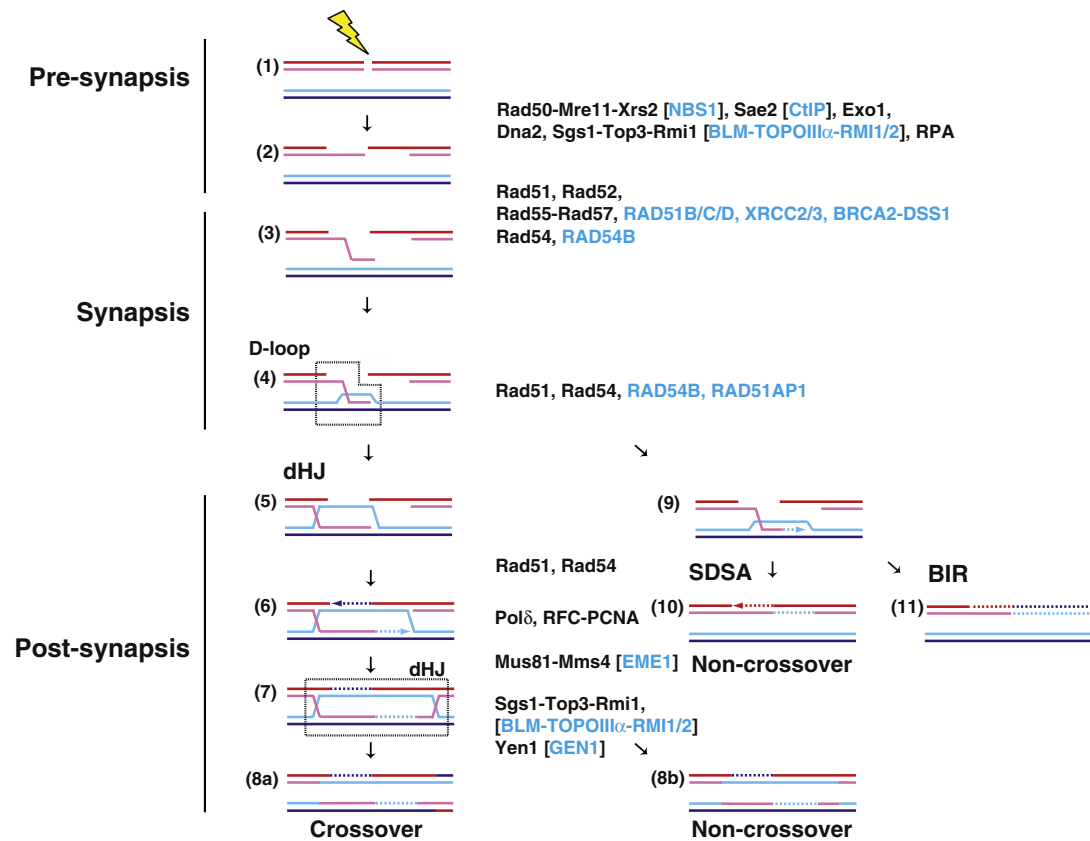 Pre-synapsis
(1)
Rad50-Mre11-Xrs2 [NBS1], Sae2 [CtIP], Exo1,
Dna2, Sgs1-Top3-Rmi1 [BLM-TOPOIIIα-RMI1/2], RPA
↓
(2)
Rad51, Rad52,
Rad55-Rad57, RAD51B/C/D, XRCC2/3, BRCA2-DSS1
Rad54, RAD54B
Synapsis
(3)
↓
D-loop
(4)
Rad51, Rad54, RAD54B, RAD51AP1
↓ ↘
Post-synapsis
dHJ
(5)
(9)
Rad51, Rad54
↓
SDSA ↓ ↘ BIR
(6)
Polδ, RFC-PCNA
(10)
(11)
↓
Mus81-Mms4 [EME1]
Non-crossover
dHJ
(7)
Sgs1-Top3-Rmi1,
[BLM-TOPOIIIα-RMI1/2]
Yen1 [GEN1]
↓ ↘
(8a)
(8b)
Crossover
Non-crossover